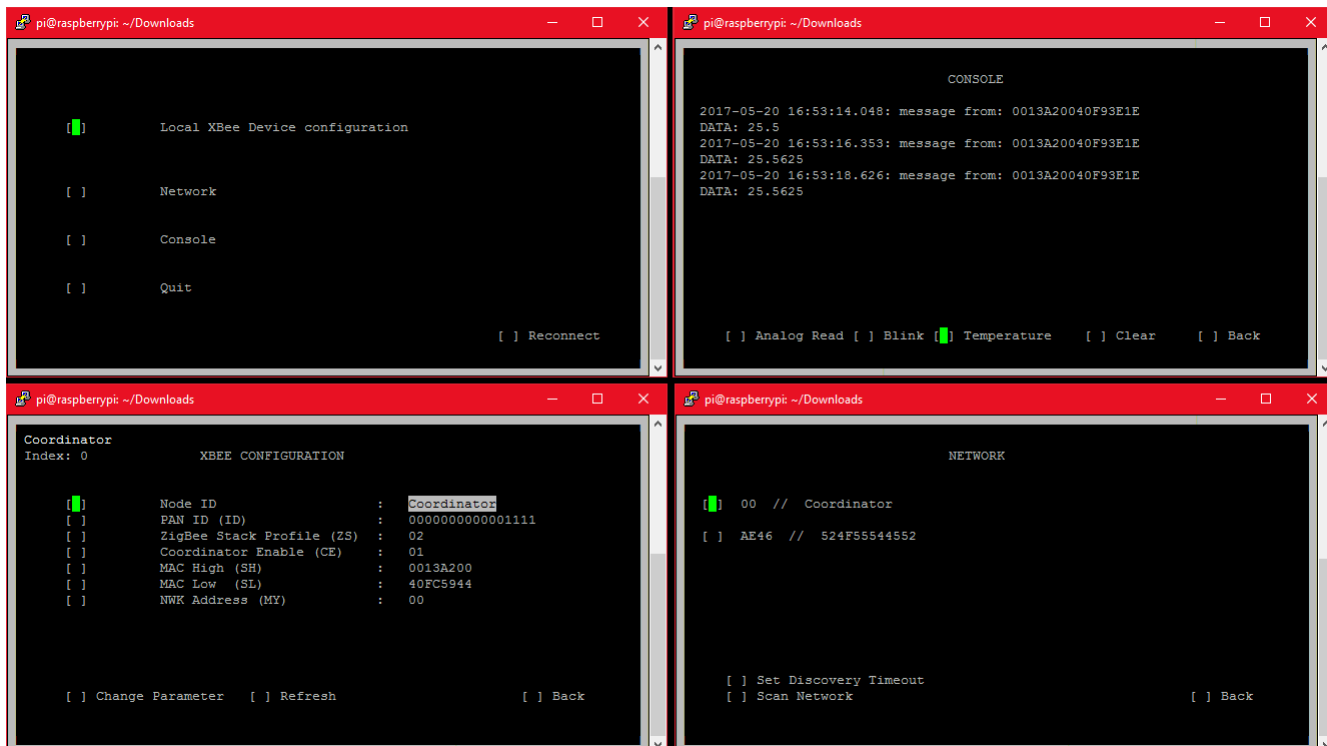 pi@raspberrypi: ~/Downloads
[ ] Local XBee Device configuration
[ ] Network
[ ] Console
[ ] Quit
[ ] Reconnect
pi@raspberrypi: ~/Downloads
CONSOLE
2017-05-20 16:53:14.048: message from: 0013A20040F93E1E
DATA: 25.5
2017-05-20 16:53:16.353: message from: 0013A20040F93E1E
DATA: 25.5625
2017-05-20 16:53:18.626: message from: 0013A20040F93E1E
DATA: 25.5625
[ ] Analog Read [ ] Blink [ ] Temperature [ ] Clear [ ] Back
pi@raspberrypi: ~/Downloads
Coordinator
Index: 0 XBEE CONFIGURATION
[ ] Node ID : Coordinator
[ ] PAN ID (ID) : 0000000000001111
[ ] ZigBee Stack Profile (ZS) : 02
[ ] Coordinator Enable (CE) : 01
[ ] MAC High (SH) : 0013A200
[ ] MAC Low (SL) : 40FC5944
[ ] NWK Address (MY) : 00
[ ] Change Parameter [ ] Refresh [ ] Back
pi@raspberrypi: ~/Downloads
NETWORK
[ ] 00 // Coordinator
[ ] AE46 // 524F55544552
[ ] Set Discovery Timeout
[ ] Scan Network [ ] Back